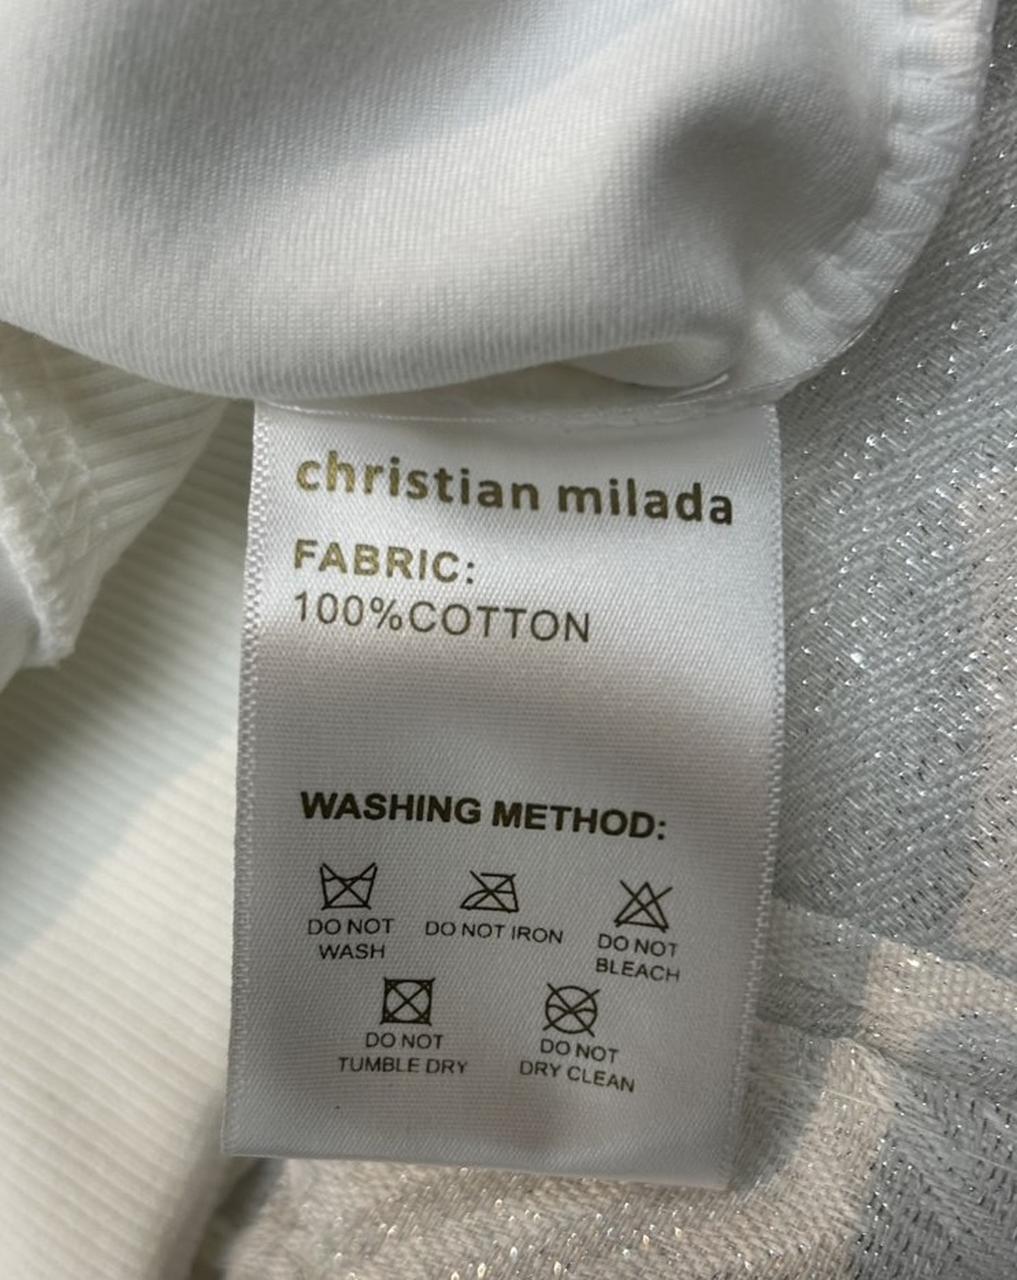 christian milada
FABRIC:
100%COTTON
WASHING METHOD:
DO NOT
WASH
DO NOT IRON
DO NOT
BLEACH
DO NOT
TUMBLE DRY
DO NOT
DRY CLEAN